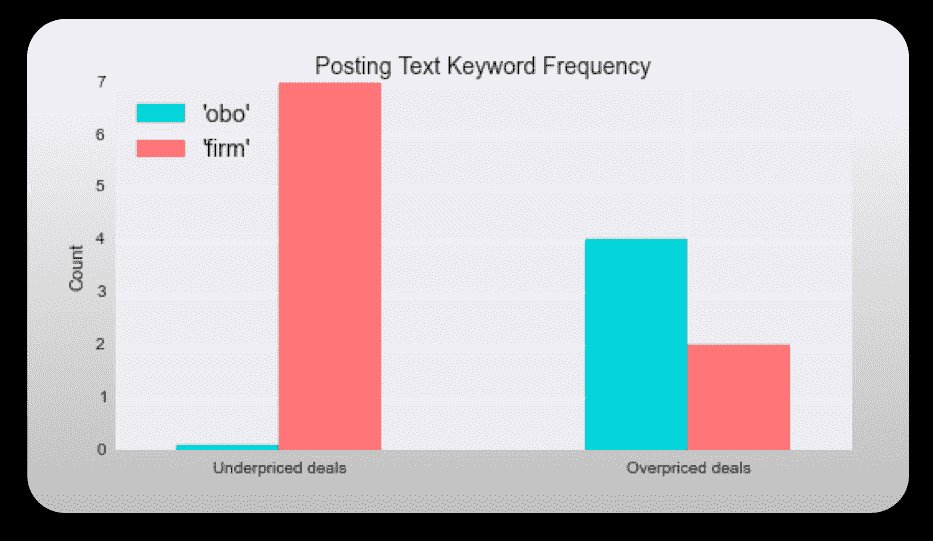 Posting Text Keyword Frequency
'obo'
'firm'
7
6
5
4
3
2
1
0
Count
Underpriced deals
Overpriced deals